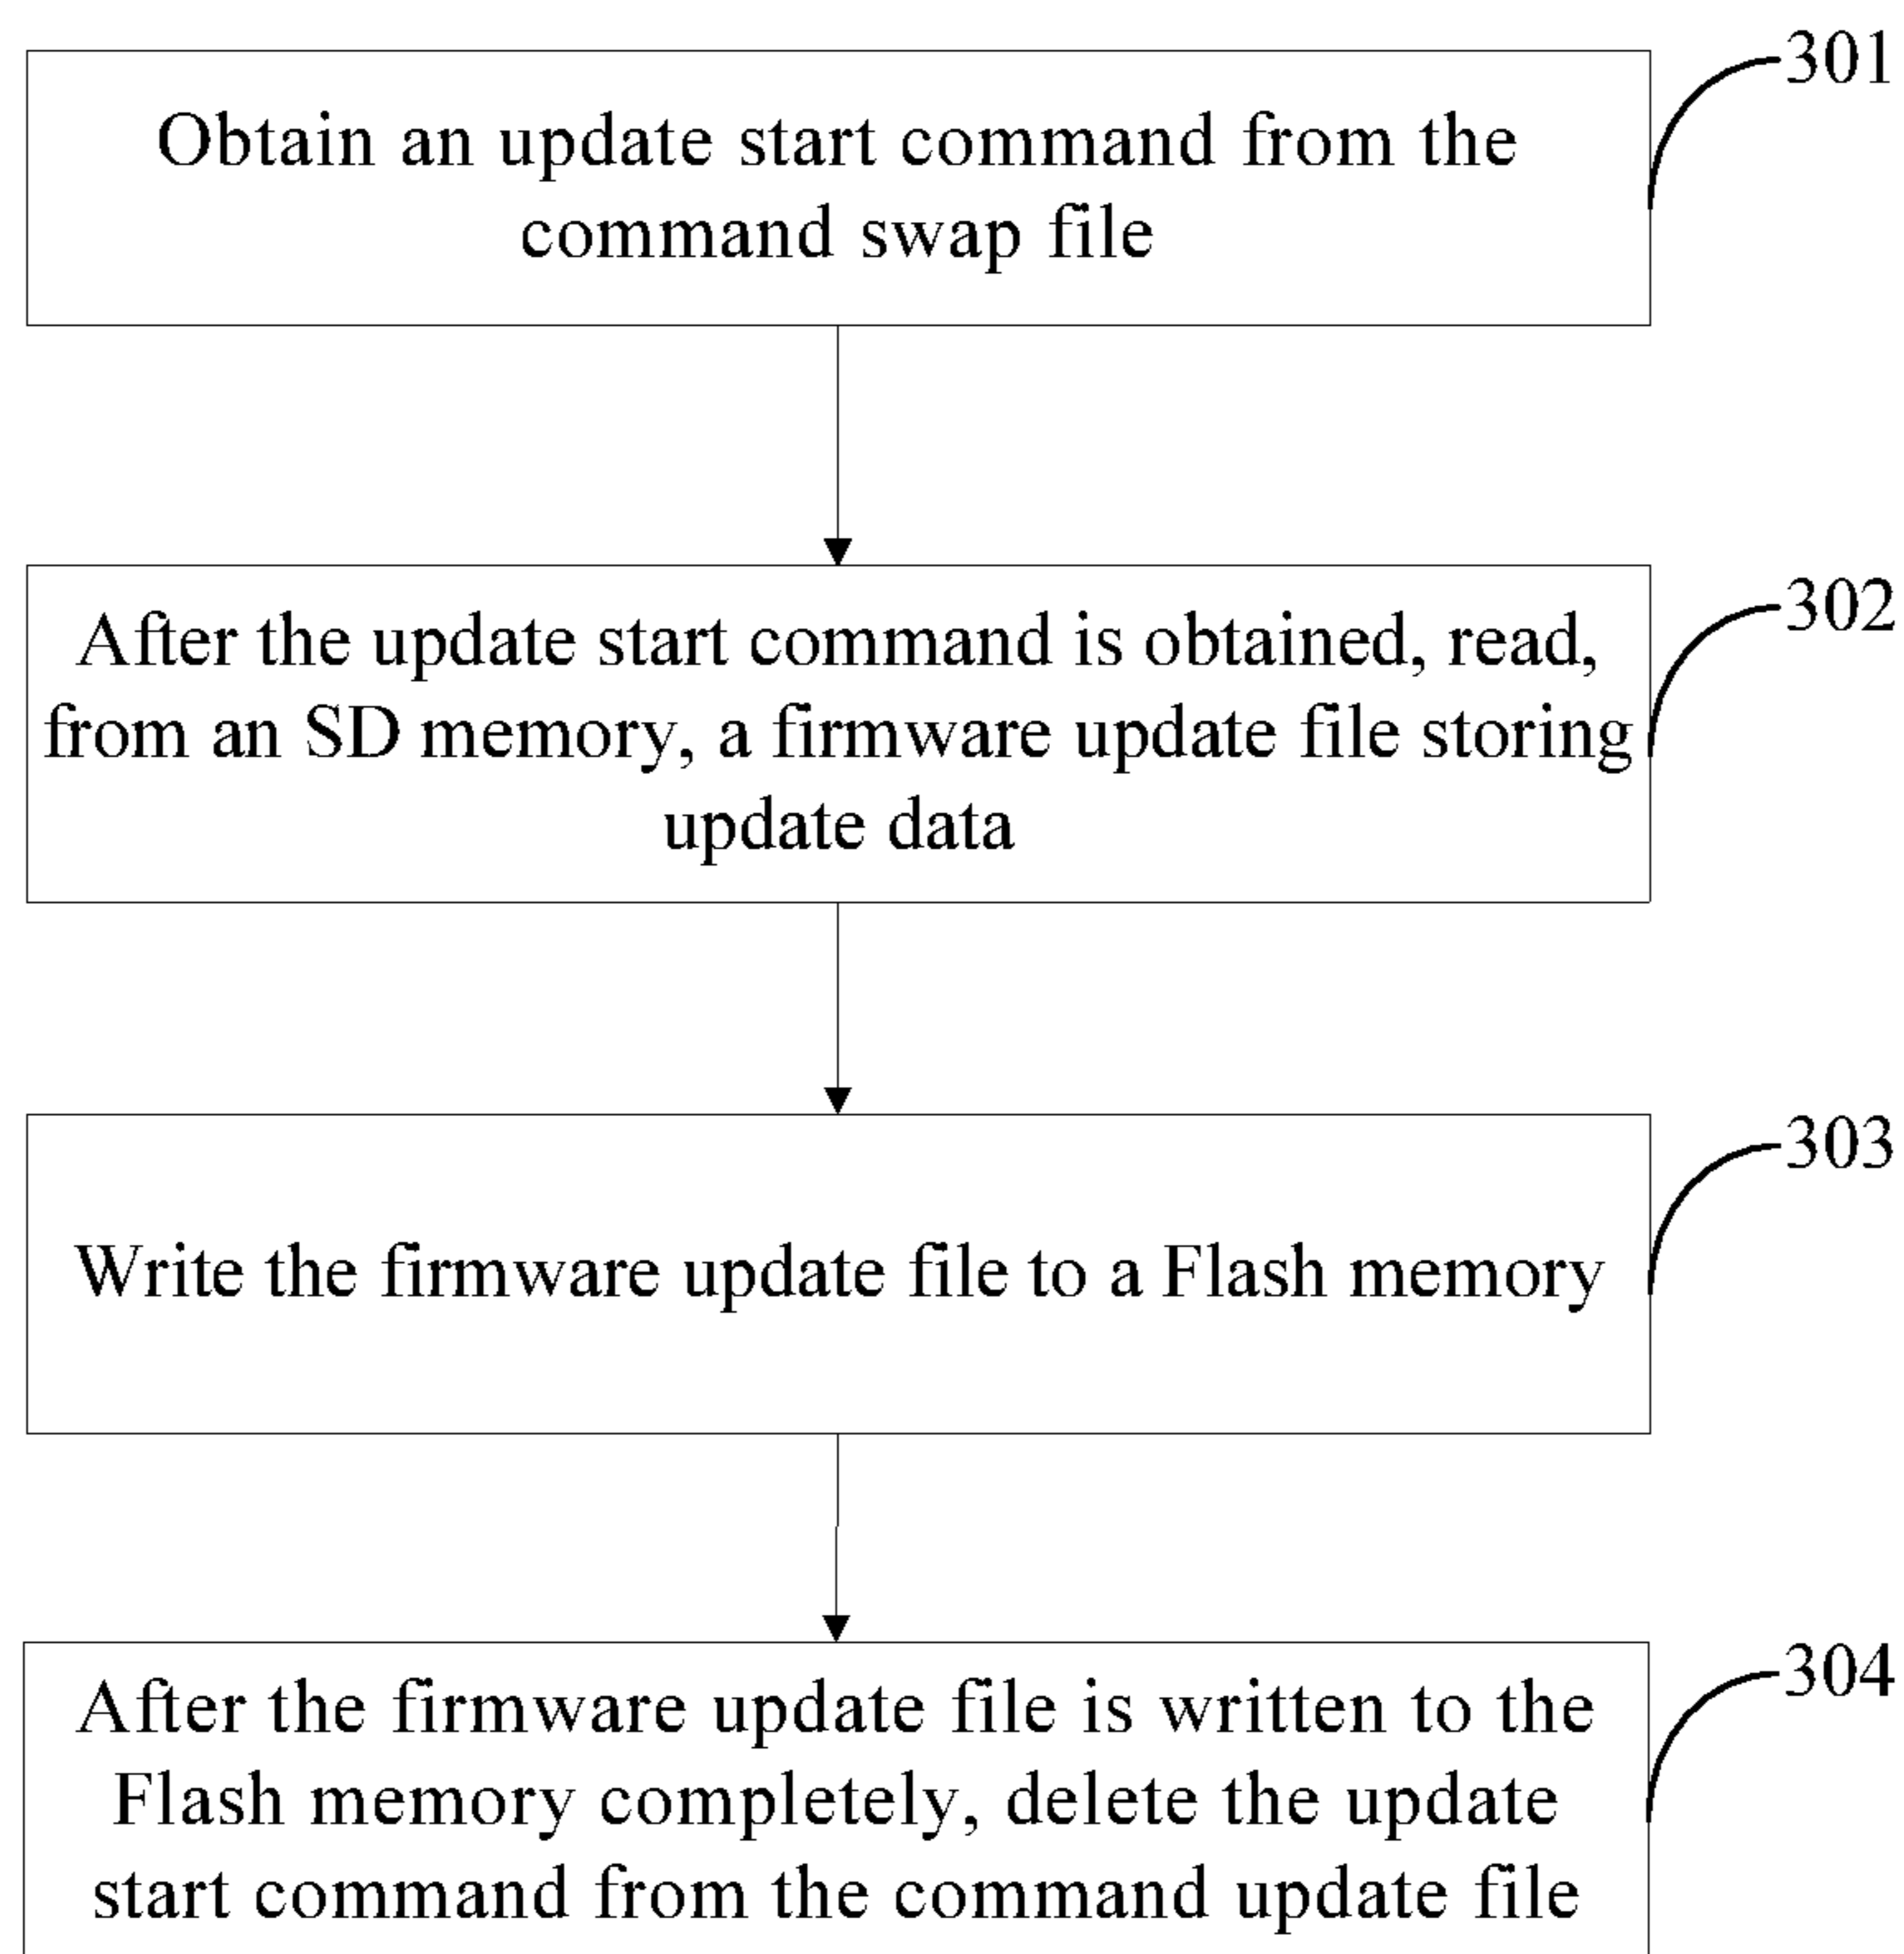 301
Obtain an update start command from the
command swap file
302
After the update start command is obtained, read,
from an SD memory, a firmware update file storing
update data
303
Write the firmware update file to a Flash memory
304
After the firmware update file is written to the
Flash memory completely, delete the update
start command from the command update file